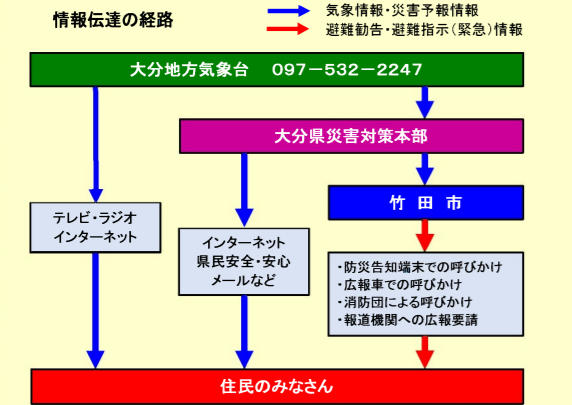 情報伝達の経路
気象情報・災害予報情報
避難勧告・避難指示(緊急)情報
大分地方気象台　097－532－2247
大分県災害対策本部
竹　田　市
テレビ・ラジオ
インターネット
インターネット
県民安全・安心
メールなど
・防災告知端末での呼びかけ
・広報車での呼びかけ
・消防団による呼びかけ
・報道機関への広報要請
住民のみなさん